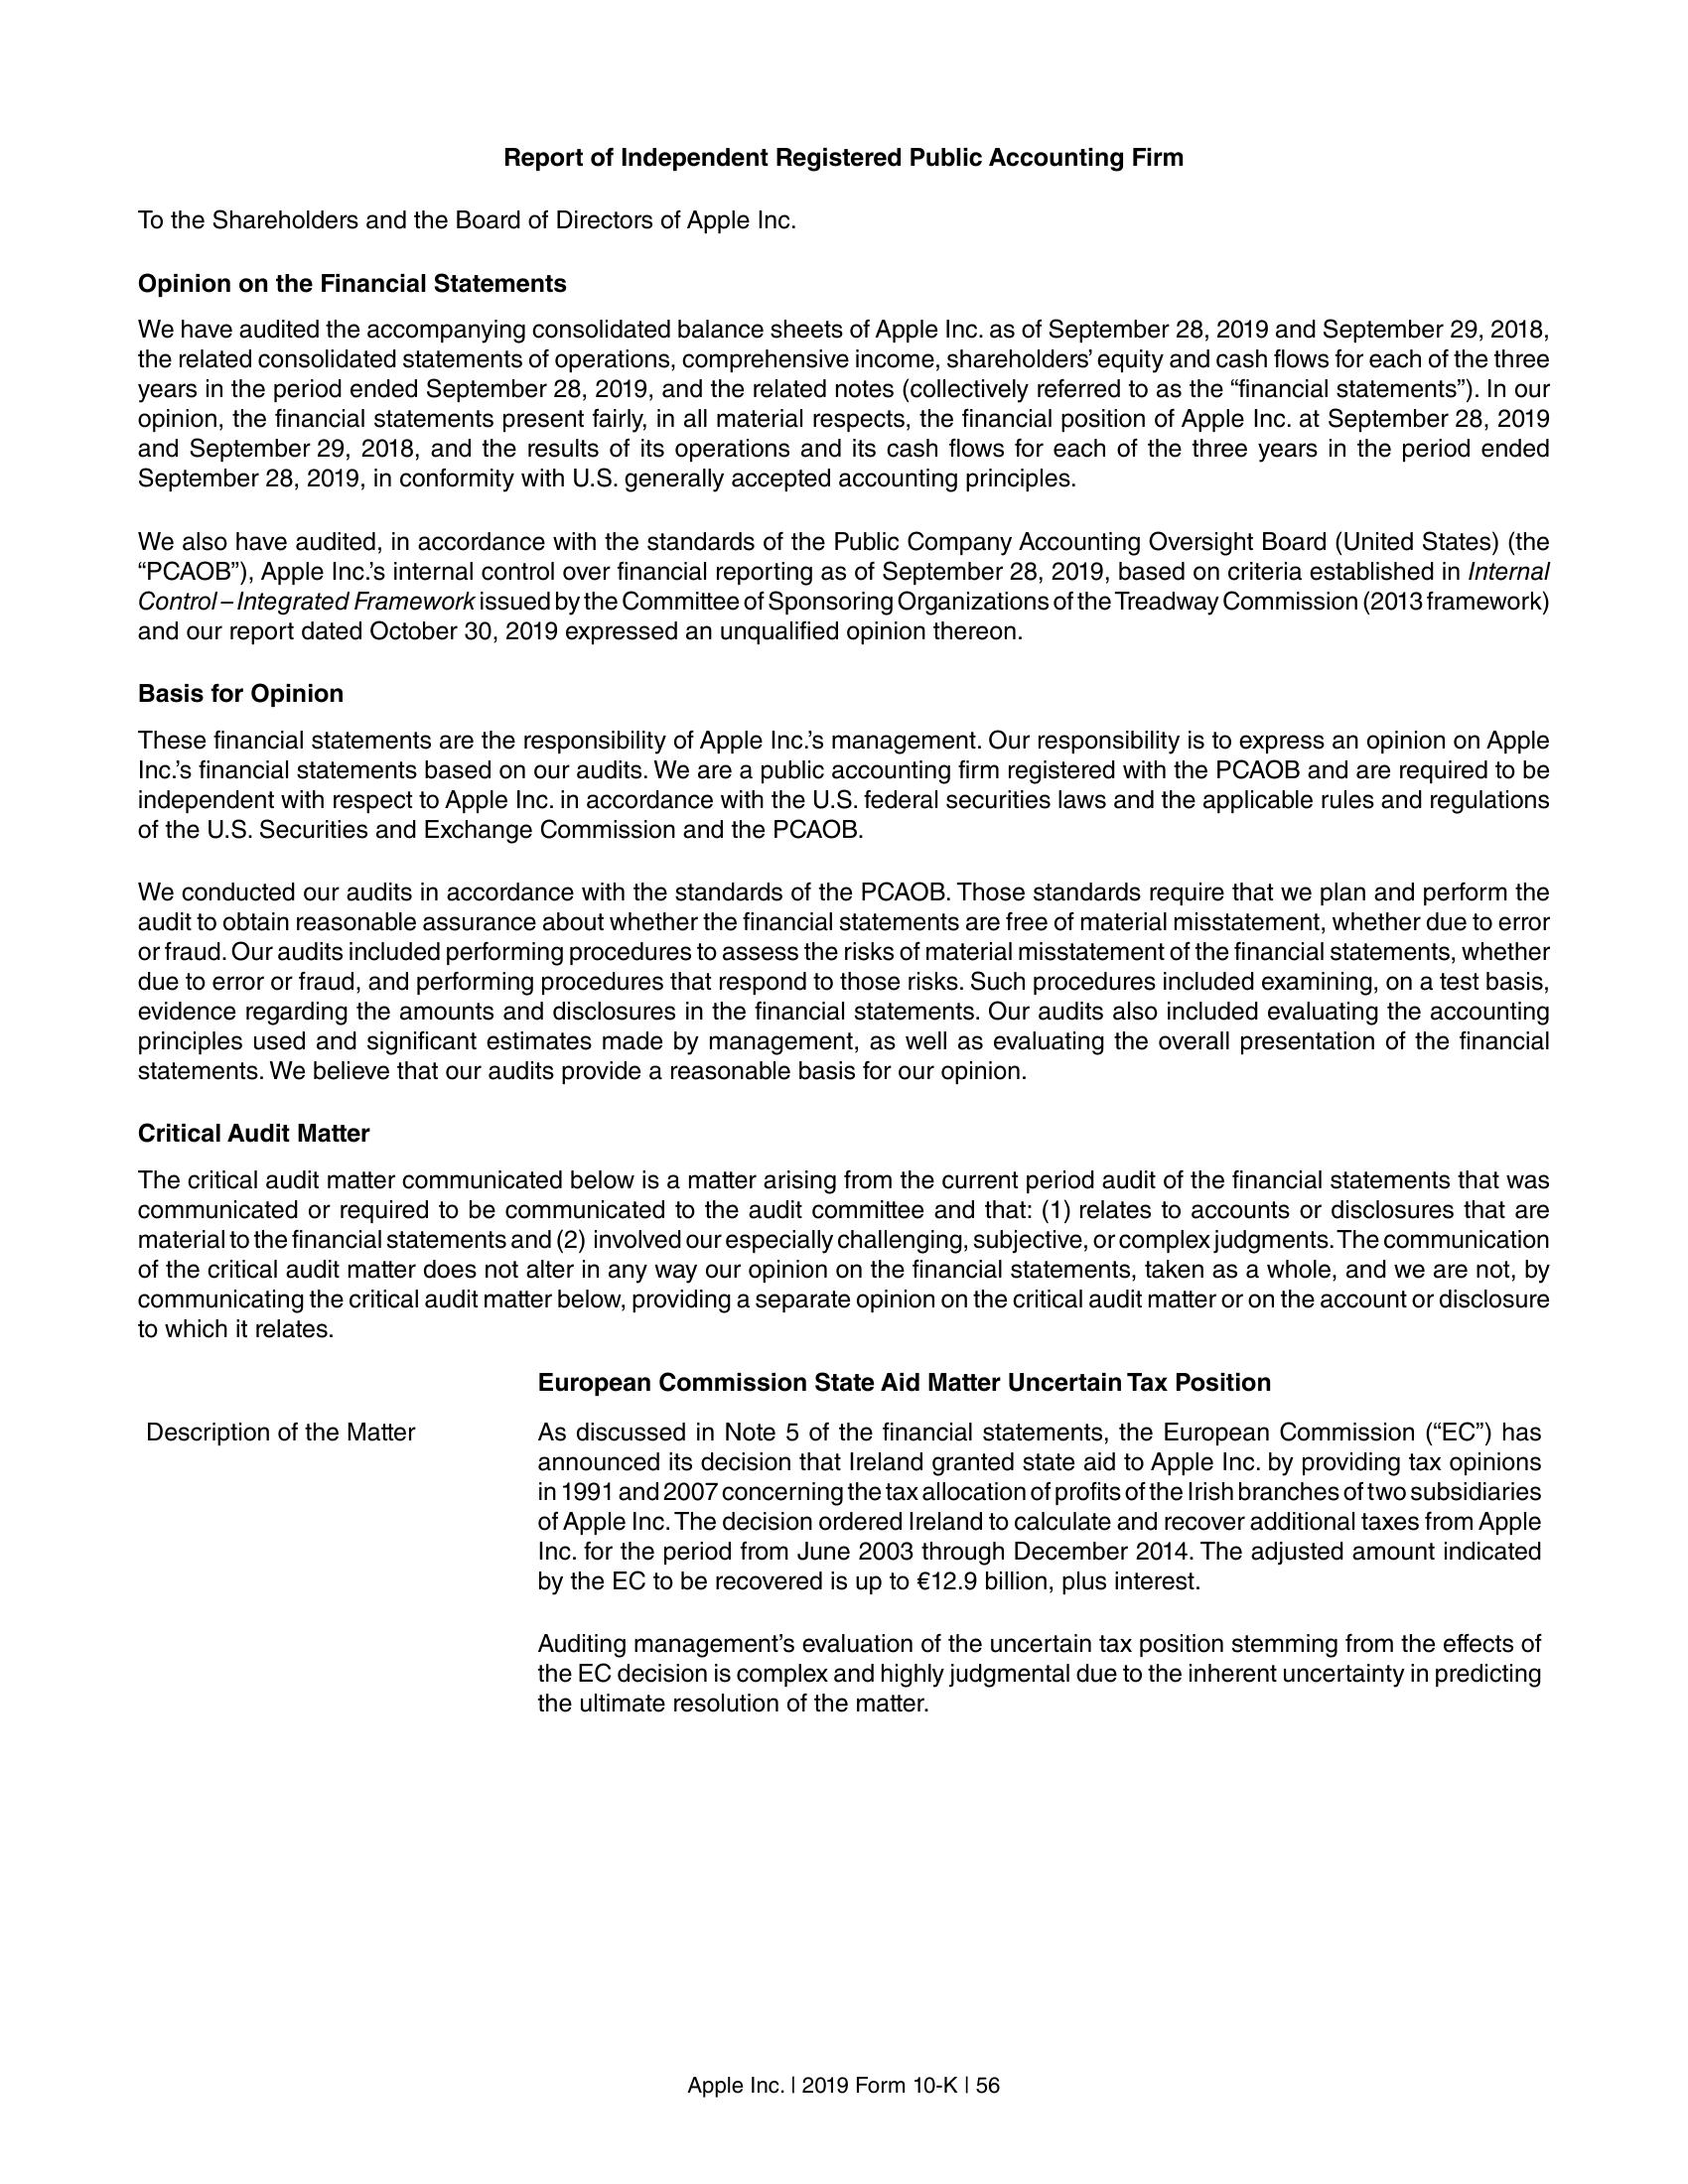 Report of Independent Registered Public Accounting Firm
To the Shareholders and the Board of Directors of Apple Inc.
Opinion on the Financial Statements
We have audited the accompanying consolidated balance sheets of Apple Inc. as of September 28, 2019 and September 29, 2018,
the related consolidated statements of operations, comprehensive income, shareholders’ equity and cash flows for each of the three
years in the period ended September 28, 2019, and the related notes (collectively referred to as the “financial statements”). In our
opinion, the financial statements present fairly, in all material respects, the financial position of Apple Inc. at September 28, 2019
and September 29, 2018, and the results of its operations and its cash flows for each of the three years in the period ended
September 28, 2019, in conformity with U.S. generally accepted accounting principles.
We also have audited, in accordance with the standards of the Public Company Accounting Oversight Board (United States) (the
“PCAOB”), Apple Inc.’s internal control over financial reporting as of September 28, 2019, based on criteria established in Internal
Control – Integrated Framework issued by the Committee of Sponsoring Organizations of the Treadway Commission (2013 framework)
and our report dated October 30, 2019 expressed an unqualified opinion thereon.
Basis for Opinion
These financial statements are the responsibility of Apple Inc.’s management. Our responsibility is to express an opinion on Apple
Inc.’s financial statements based on our audits. We are a public accounting firm registered with the PCAOB and are required to be
independent with respect to Apple Inc. in accordance with the U.S. federal securities laws and the applicable rules and regulations
of the U.S. Securities and Exchange Commission and the PCAOB.
We conducted our audits in accordance with the standards of the PCAOB. Those standards require that we plan and perform the
audit to obtain reasonable assurance about whether the financial statements are free of material misstatement, whether due to error
or fraud. Our audits included performing procedures to assess the risks of material misstatement of the financial statements, whether
due to error or fraud, and performing procedures that respond to those risks. Such procedures included examining, on a test basis,
evidence regarding the amounts and disclosures in the financial statements. Our audits also included evaluating the accounting
principles used and significant estimates made by management, as well as evaluating the overall presentation of the financial
statements. We believe that our audits provide a reasonable basis for our opinion.
Critical Audit Matter
The critical audit matter communicated below is a matter arising from the current period audit of the financial statements that was
communicated or required to be communicated to the audit committee and that: (1) relates to accounts or disclosures that are
material to the financial statements and (2) involved our especially challenging, subjective, or complex judgments. The communication
of the critical audit matter does not alter in any way our opinion on the financial statements, taken as a whole, and we are not, by
communicating the critical audit matter below, providing a separate opinion on the critical audit matter or on the account or disclosure
to which it relates.
European Commission State Aid Matter Uncertain Tax Position
Description of the Matter
As discussed in Note 5 of the financial statements, the European Commission (“EC”) has
announced its decision that Ireland granted state aid to Apple Inc. by providing tax opinions
in 1991 and 2007 concerning the tax allocation of profits of the Irish branches of two subsidiaries
of Apple Inc. The decision ordered Ireland to calculate and recover additional taxes from Apple
Inc. for the period from June 2003 through December 2014. The adjusted amount indicated
by the EC to be recovered is up to €12.9 billion, plus interest.
Auditing management’s evaluation of the uncertain tax position stemming from the effects of
the EC decision is complex and highly judgmental due to the inherent uncertainty in predicting
the ultimate resolution of the matter.
Apple Inc. | 2019 Form 10-K | 56